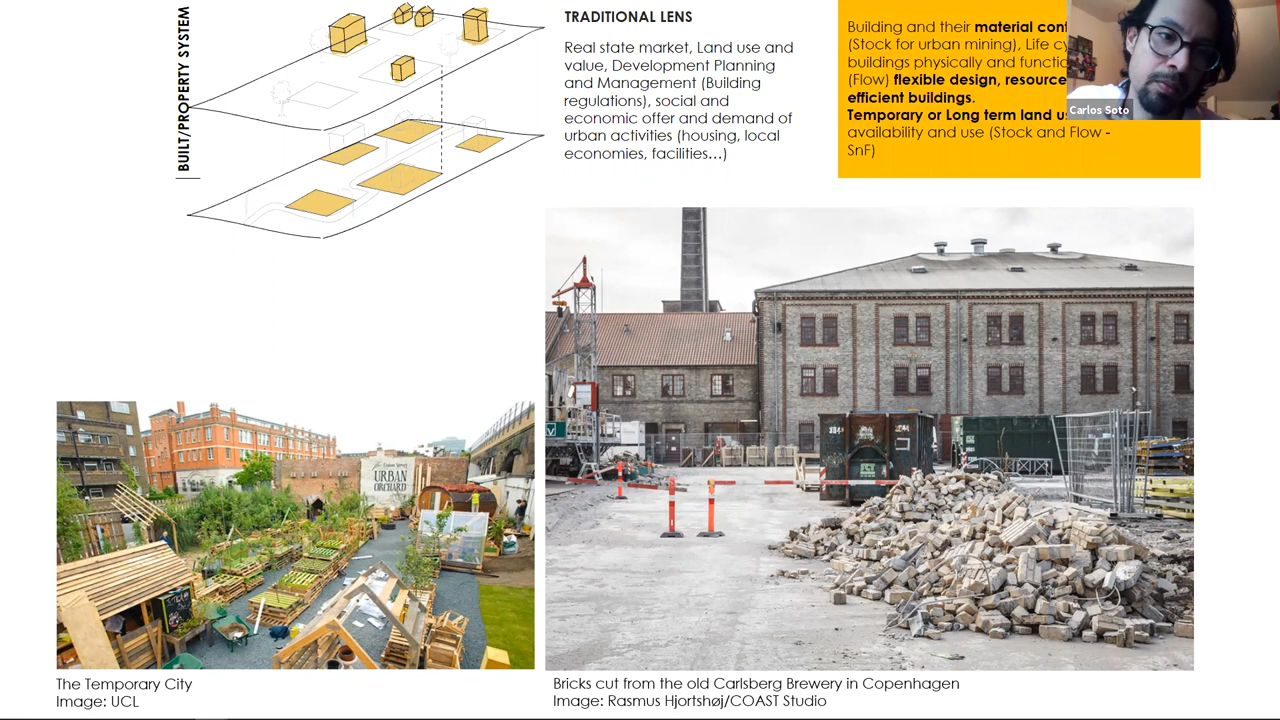 BUILT/PROPERTY SYSTEM
TRADITIONAL LENS
Real state market, Land use and
value, Development Planning
and Management (Building
regulations), social and
economic offer and demand of
urban activities (housing, local
economies, facilities...)
Building and their material
(Stock for urban mining), Life
buildings physically and
(Flow) flexible design, resource
efficient buildings.
Temporary or Long term land
availability and use (Stock and Flow -
SnF)
Carlos Soto
URBAN
ORCHARD
The Temporary City
Image: UCL
Bricks cut from the old Carlsberg Brewery in Copenhagen
Image: Rasmus Hjortshøj/COAST Studio